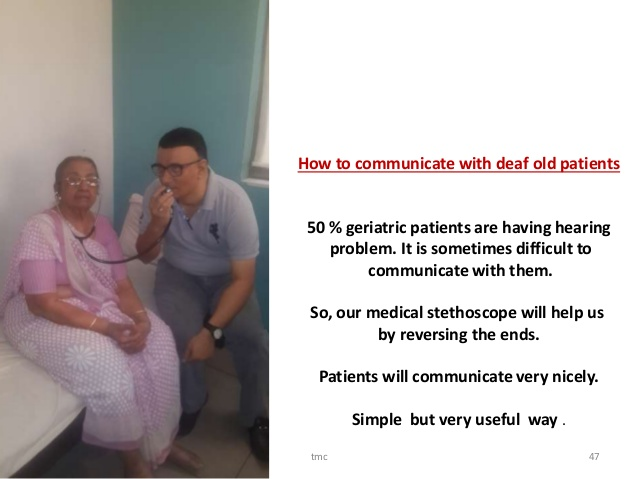 How to communicate with deaf old patients
50 % geriatric patients are having hearing
problem. It is sometimes difficult to
communicate with them.
So, our medical stethoscope will help us
by reversing the ends.
Patients will communicate very nicely.
Simple but very useful way .
tmc
47